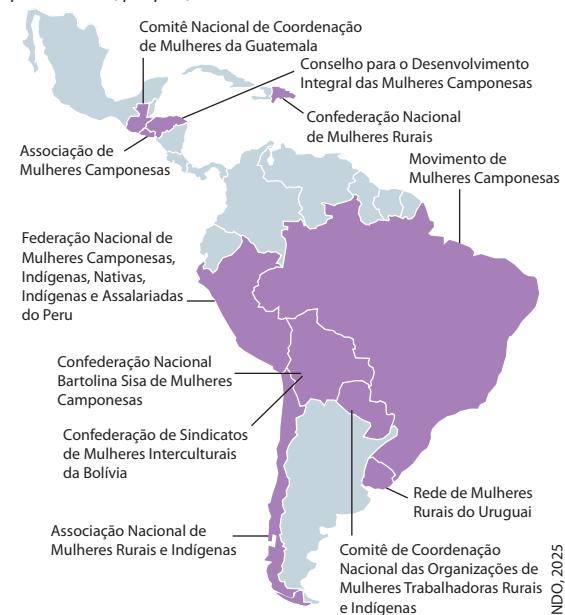 Comitê Nacional de Coordenação
de Mulheres da Guatemala
Conselho para o Desenvolvimento
Integral das Mulheres Camponesas
Confederação Nacional
de Mulheres Rurais
Associação de
Mulheres Camponesas
Movimento de
Mulheres Camponesas
Federação Nacional de
Mulheres Camponesas,
Indígenas, Nativas,
Indígenas e Assalariadas
do Peru
Confederação Nacional
Bartolina Sisa de Mulheres
Camponesas
Confederação de Sindicatos
de Mulheres Interculturais
da Bolívia
Rede de Mulheres
Rurais do Uruguai
Associação Nacional de
Mulheres Rurais e Indígenas
Comitê de Coordenação
Nacional das Organizações de
Mulheres Trabalhadoras Rurais
e Indígenas
NDO, 2025